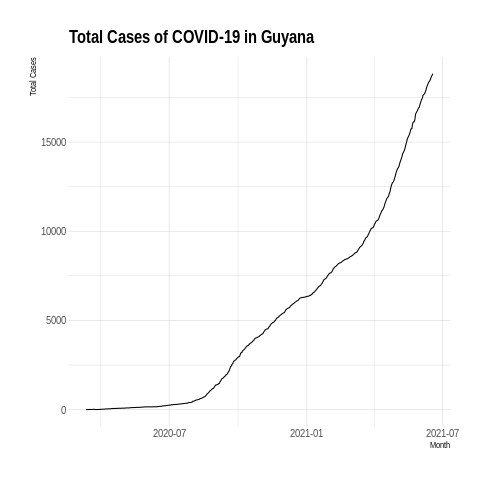 Total Cases of COVID-19 in Guyana
Total Cases
15000
10000
5000
0
2020-07
2021-01
2021-07
Month